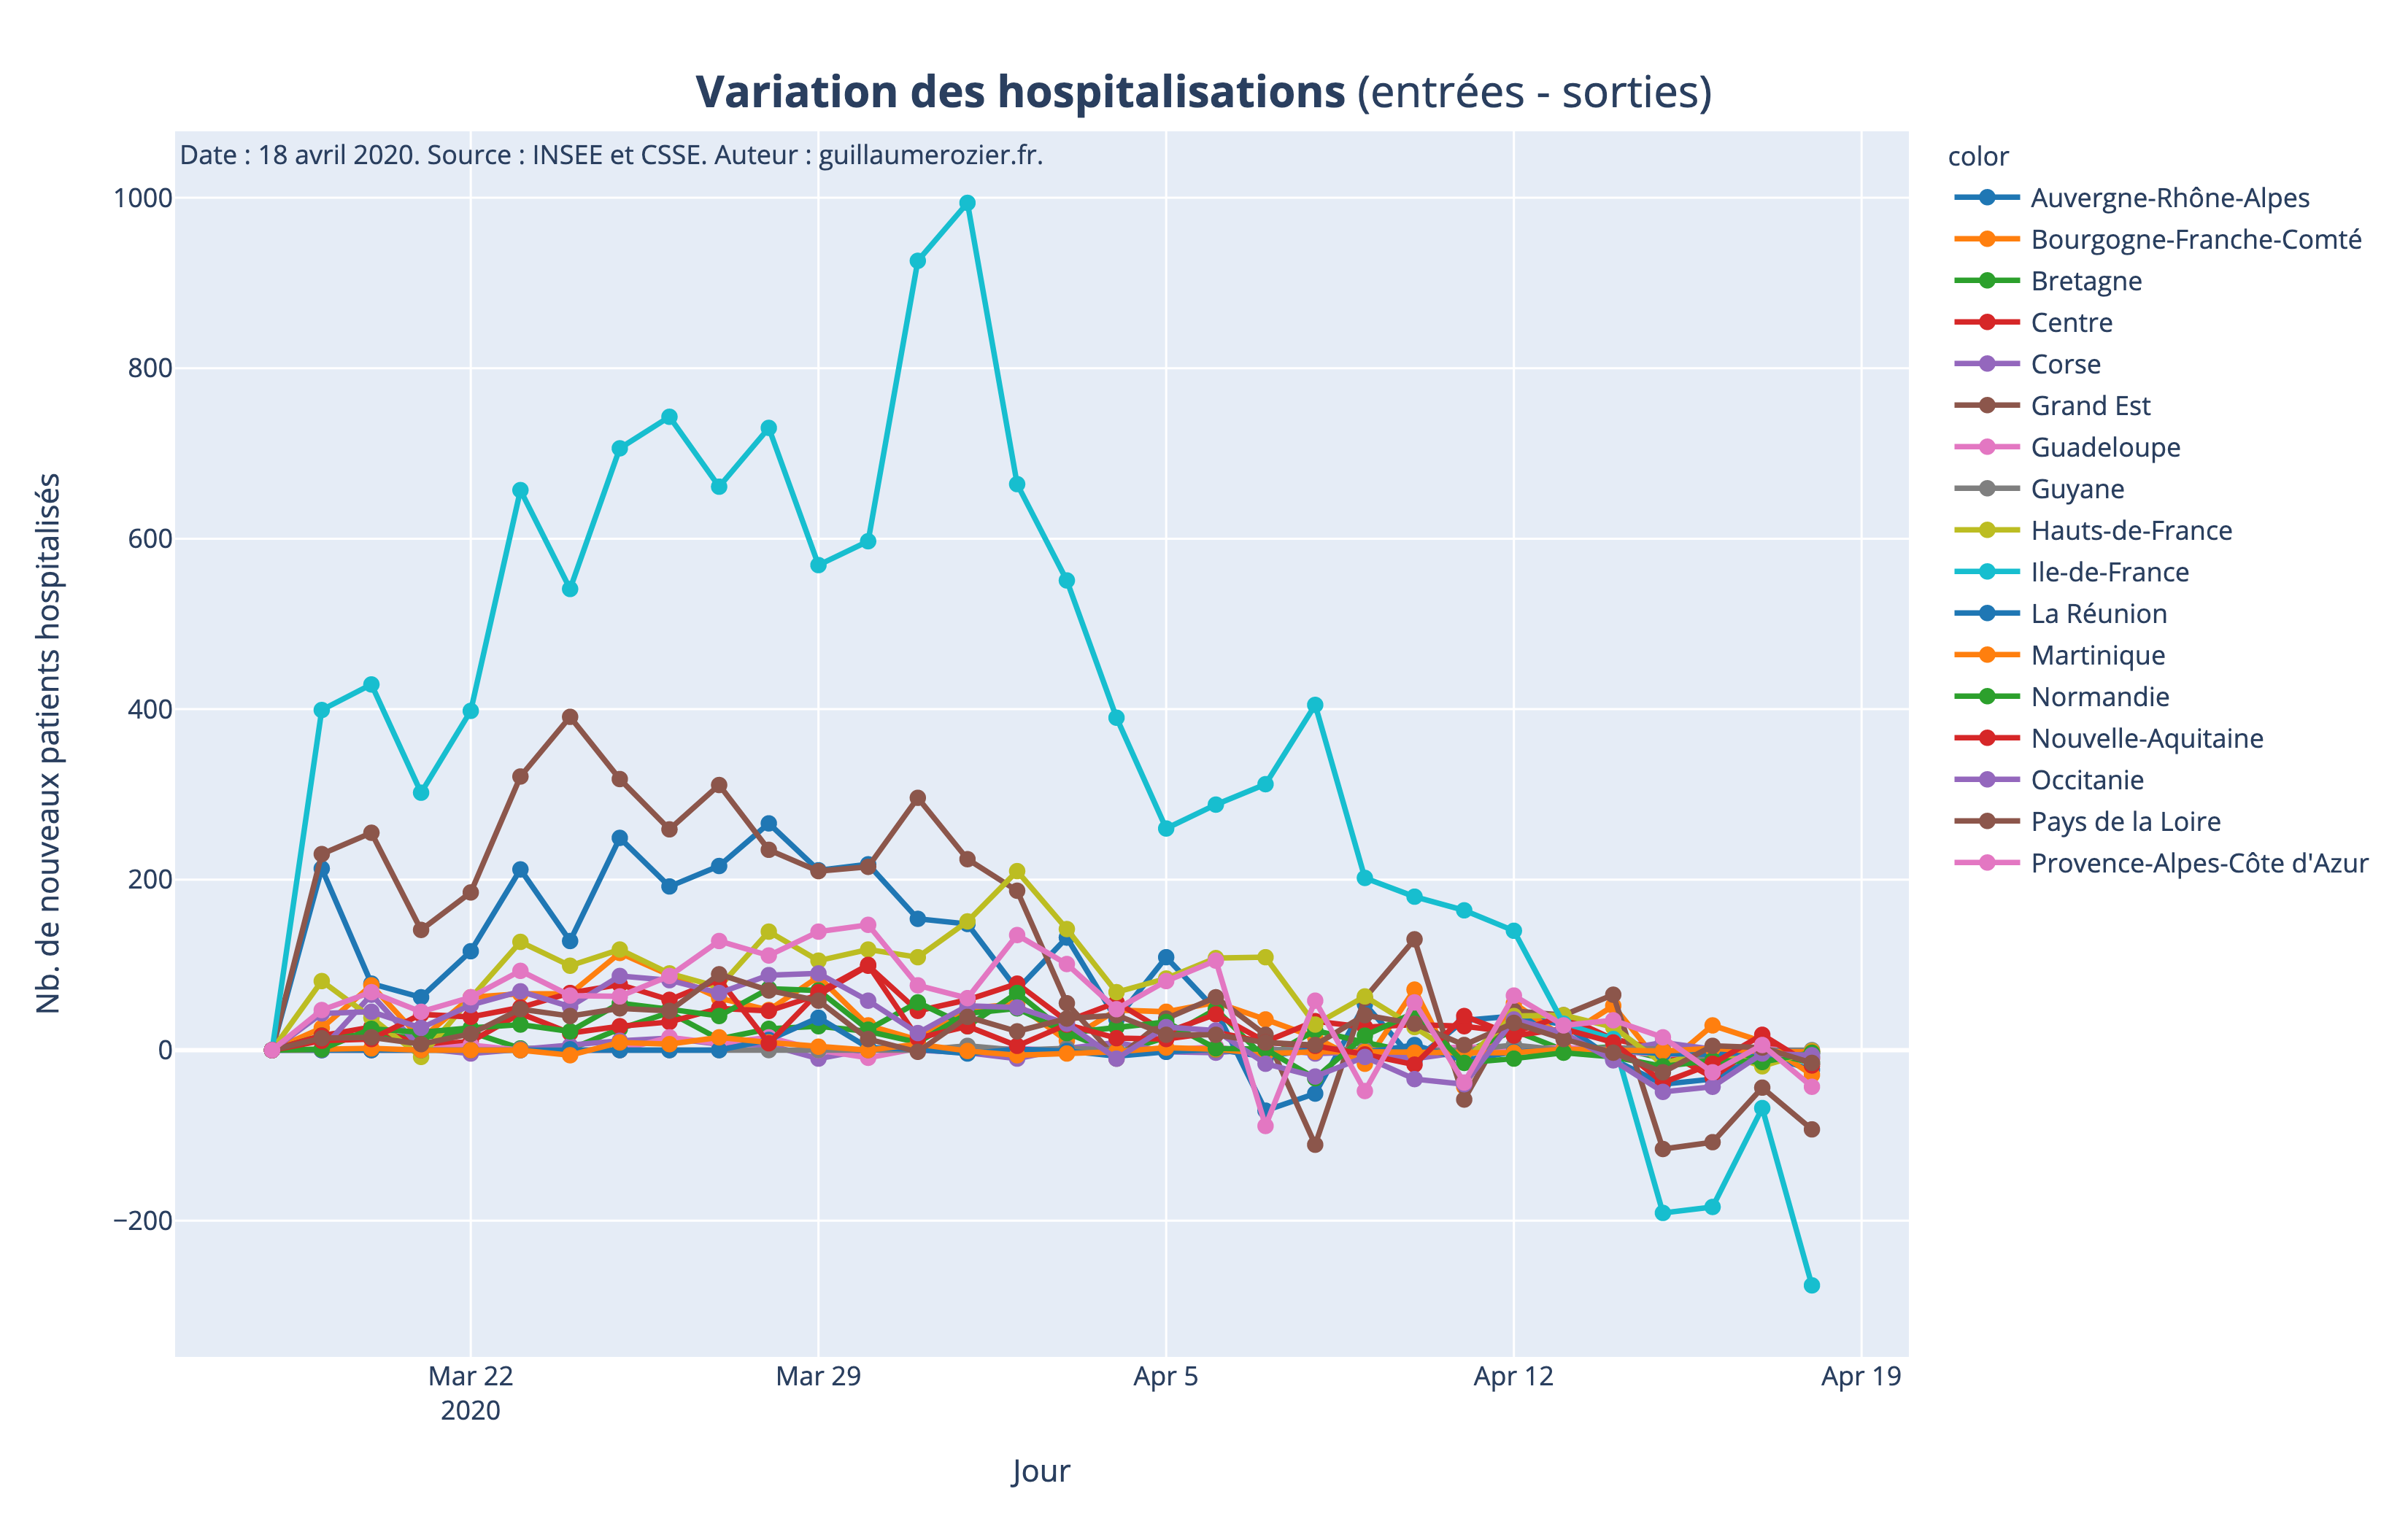 Variation des hospitalisations (entrées - sorties)
Date : 18 avril 2020. Source : INSEE et CSSE. Auteur : guillaumerozier.fr.
Nb. de nouveaux patients hospitalisés
1000
800
600
400
200
0
−200
Mar 22
2020
Mar 29
Apr 5
Apr 12
Apr 19
Jour
color
Auvergne-Rhône-Alpes
Bourgogne-Franche-Comté
Bretagne
Centre
Corse
Grand Est
Guadeloupe
Guyane
Hauts-de-France
Ile-de-France
La Réunion
Martinique
Normandie
Nouvelle-Aquitaine
Occitanie
Pays de la Loire
Provence-Alpes-Côte d'Azur